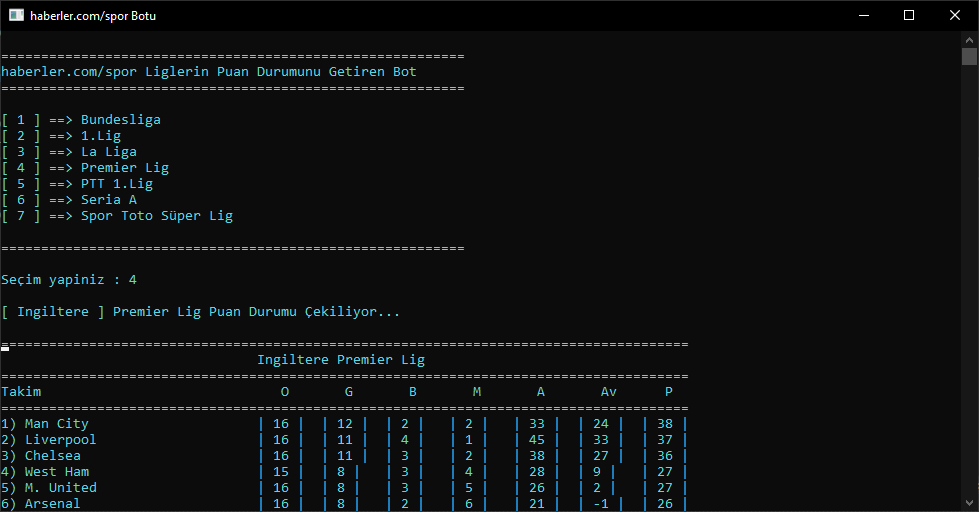 haberler.com/spor Botu
==========================================================
haberler.com/spor Liglerin Puan Durumunu Getiren Bot
==========================================================
[ 1 ] ==> Bundesliga
[ 2 ] ==> 1.Lig
[ 3 ] ==> La Liga
[ 4 ] ==> Premier Lig
[ 5 ] ==> PTT 1.Lig
[ 6 ] ==> Seria A
[ 7 ] ==> Spor Toto Süper Lig
==========================================================
Seçim yapiniz : 4
[ Ingiltere ] Premier Lig Puan Durumu Çekiliyor...
======================================================================================
Ingiltere Premier Lig
======================================================================================
Takim O G B M A Av P
======================================================================================
1) Man City | 16 | | 12 | | 2 | | 2 | | 33 | | 24 | | 38 |
2) Liverpool | 16 | | 11 | | 4 | | 1 | | 45 | | 33 | | 37 |
3) Chelsea | 16 | | 11 | | 3 | | 2 | | 38 | | 27 | | 36 |
4) West Ham | 15 | | 8 | | 3 | | 4 | | 28 | | 9 | | 27 |
5) M. United | 16 | | 8 | | 3 | | 5 | | 26 | | 2 | | 27 |
6) Arsenal | 16 | | 8 | | 2 | | 6 | | 21 | | -1 | | 26 |